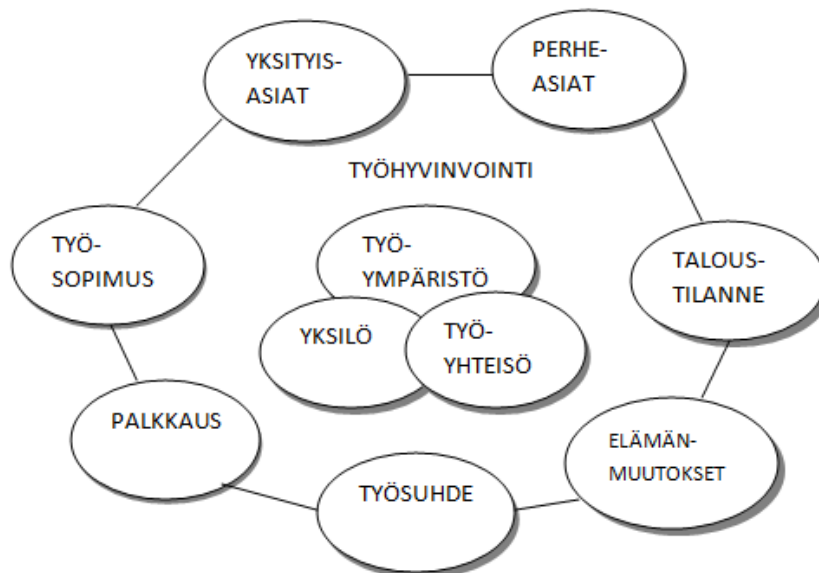 YKSITYIS-
ASIAT
PERHE-
ASIAT
TYÖHYVINVOINTI
TYÖ-
SOPIMUS
TYÖ-
YMPÄRISTÖ
TALOUS-
TILANNE
YKSILÖ
TYÖ-
YHTEISÖ
PALKKAUS
ELÄMÄN-
MUUTOKSET
TYÖSUHDE